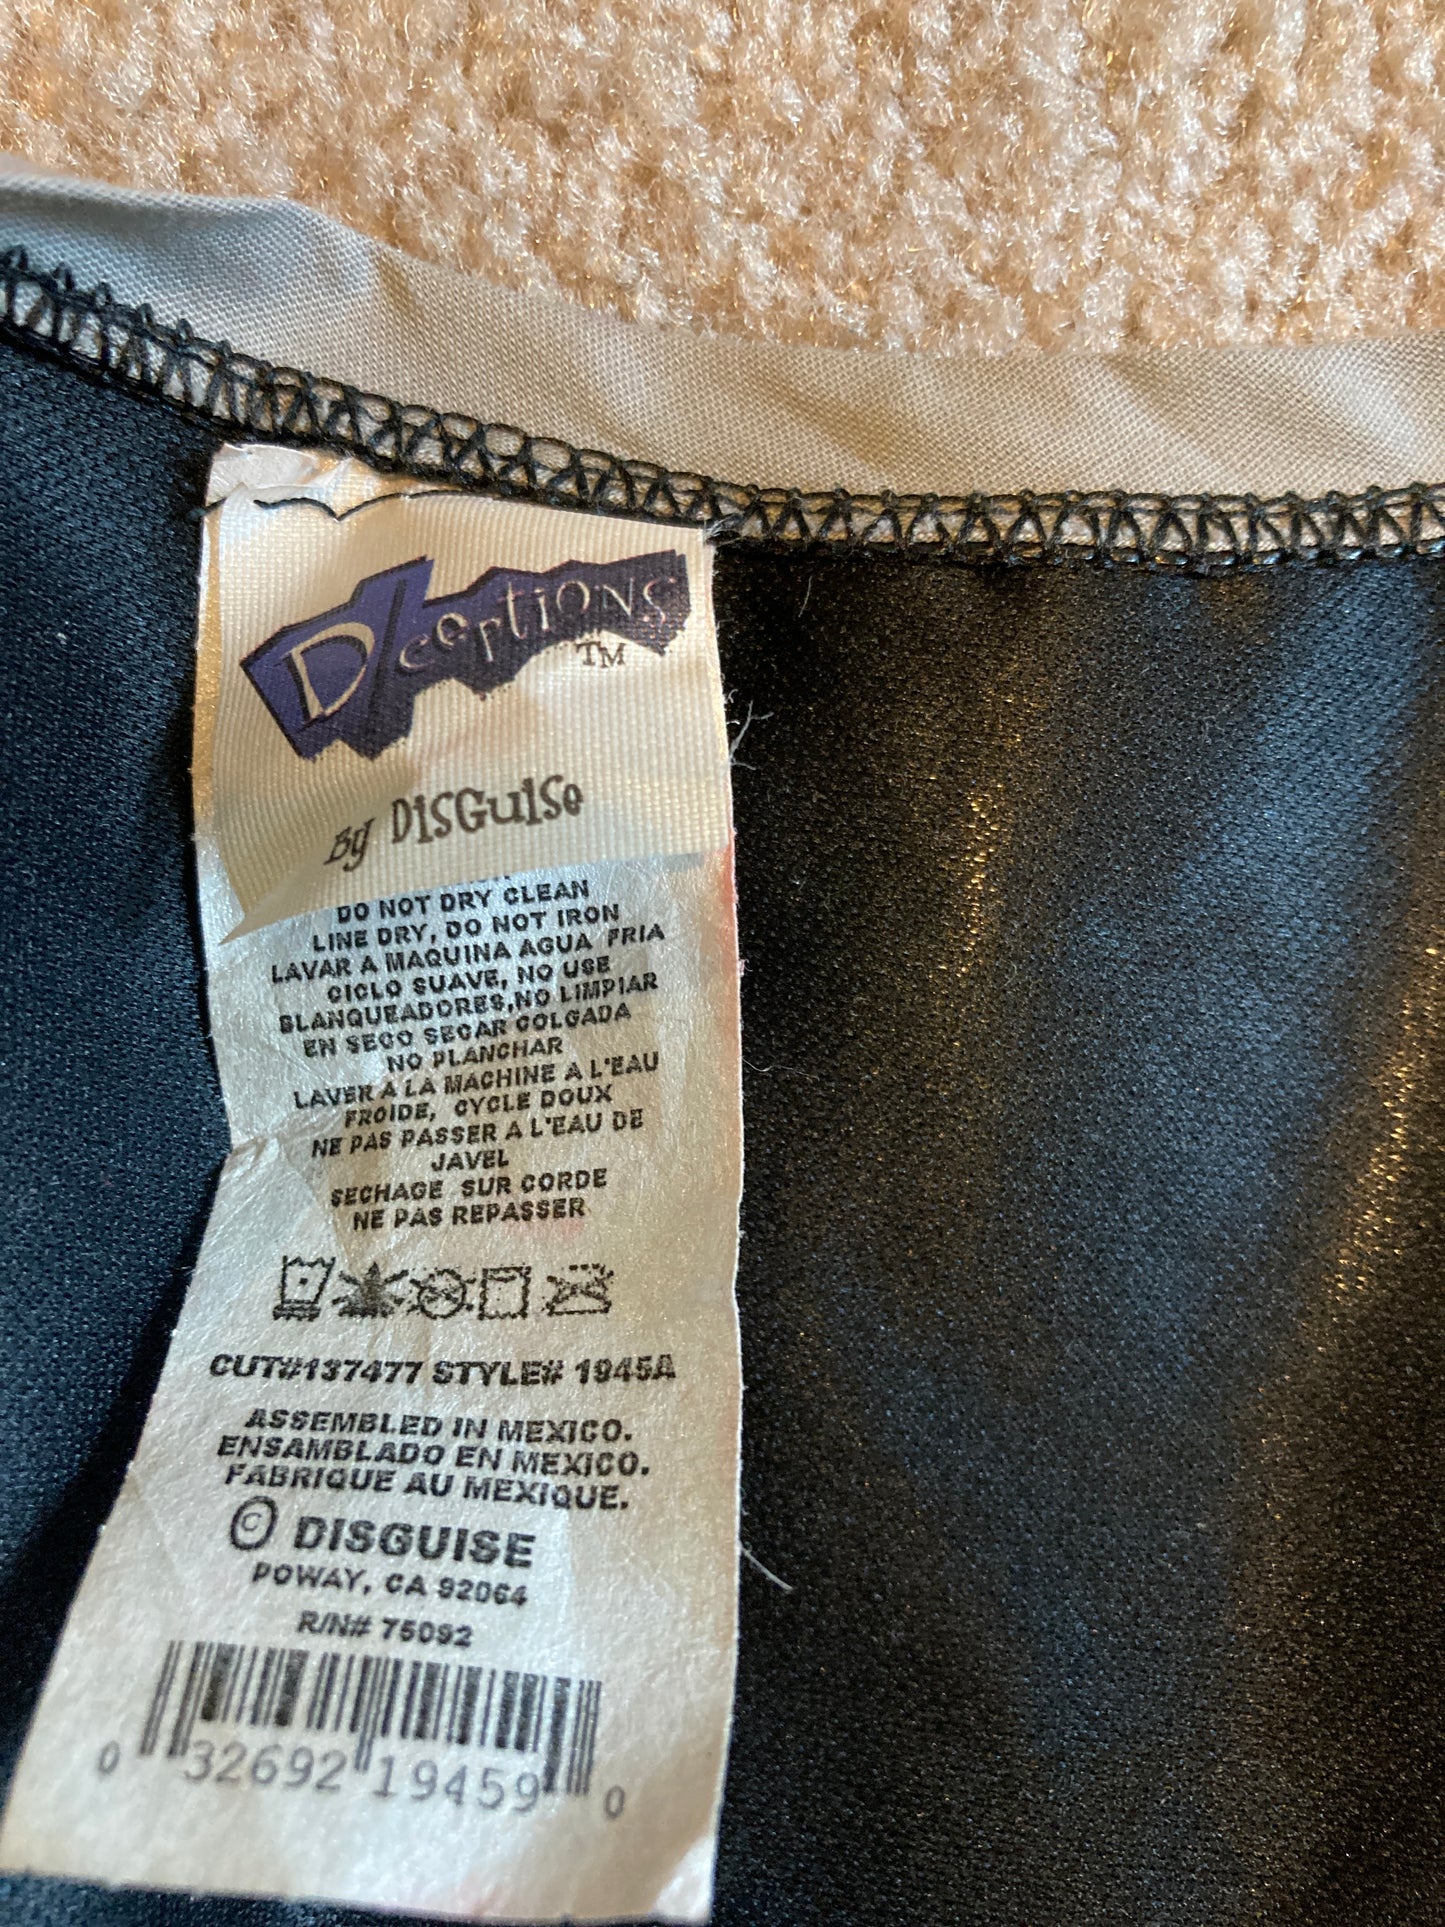 D/ceptions
TM
By Disguise
DO NOT DRY CLEAN
LINE DRY, DO NOT IRON
LAVAR A MAQUINA AGUA FRIA
CICLO SUAVE, NO USE
BLANQUEADORES,NO LIMPIAR
EN SECO SECAR COLGADA
NO PLANCHAR
LAVER A LA MACHINE A L'EAU
FROIDE, CYCLE DOUX
NE PAS PASSER A L'EAU DE
JAVEL
SECHAGE SUR CORDE
NE PAS REPASSER
CUT#137477 STYLE# 1945A
ASSEMBLED IN MEXICO.
ENSAMBLADO EN MEXICO.
FABRIQUE AU MEXIQUE.
© DISGUISE
POWAY, CA 92064
R/N# 75092
0 32692 19459 0